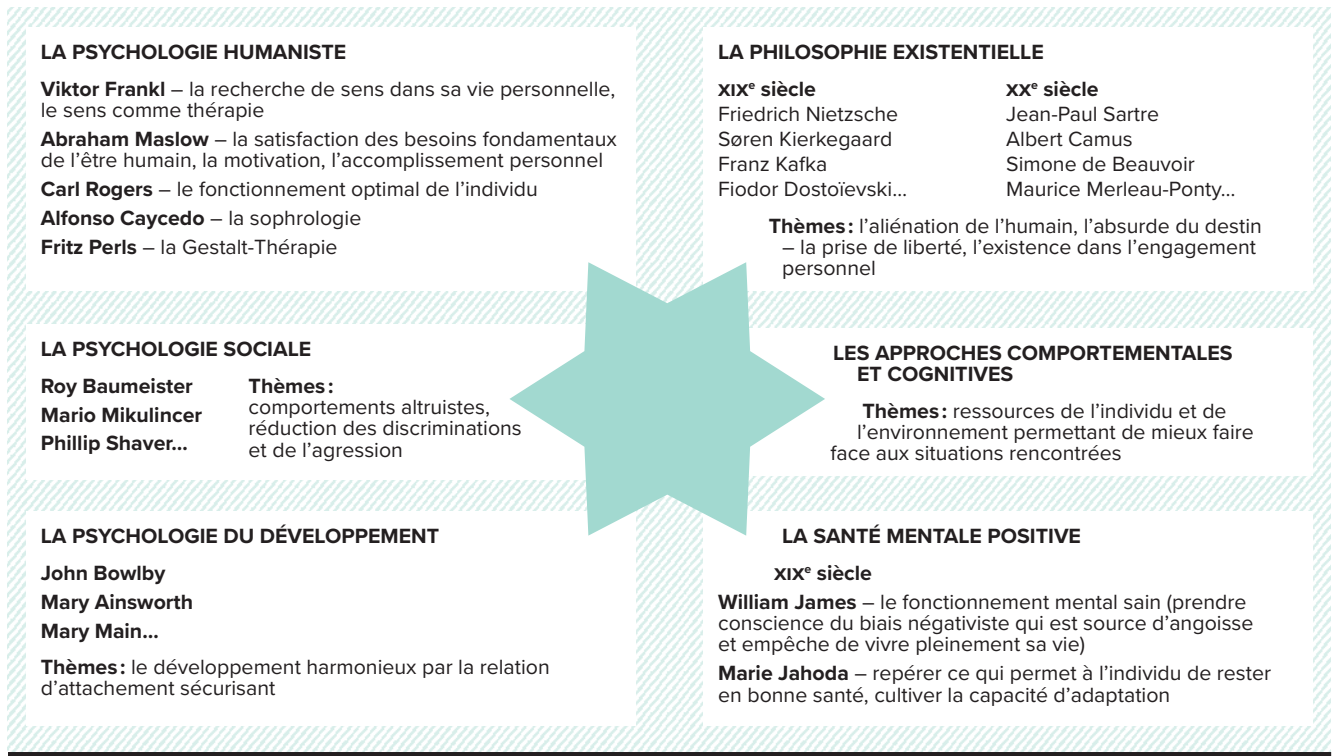 LA PSYCHOLOGIE HUMANISTE
Viktor Frankl – la recherche de sens dans sa vie personnelle,
le sens comme thérapie
Abraham Maslow – la satisfaction des besoins fondamentaux
de l’être humain, la motivation, l’accomplissement personnel
Carl Rogers – le fonctionnement optimal de l’individu
Alfonso Caycedo – la sophrologie
Fritz Perls – la Gestalt-Thérapie
LA PHILOSOPHIE EXISTENTIELLE
XIXe siècle
Friedrich Nietzsche
Søren Kierkegaard
Franz Kafka
Fiodor Dostoïevski…
XXe siècle
Jean-Paul Sartre
Albert Camus
Simone de Beauvoir
Maurice Merleau-Ponty…
Thèmes : l’aliénation de l’humain, l’absurde du destin
– la prise de liberté, l’existence dans l’engagement
personnel
LA PSYCHOLOGIE SOCIALE
Roy Baumeister
Mario Mikulincer
Phillip Shaver…
Thèmes :
comportements altruistes,
réduction des discriminations
et de l’agression
LES APPROCHES COMPORTEMENTALES
ET COGNITIVES
Thèmes : ressources de l’individu et de
l’environnement permettant de mieux faire
face aux situations rencontrées
LA PSYCHOLOGIE DU DÉVELOPPEMENT
John Bowlby
Mary Ainsworth
Mary Main…
Thèmes : le développement harmonieux par la relation
d’attachement sécurisant
LA SANTÉ MENTALE POSITIVE
XIXe siècle
William James – le fonctionnement mental sain (prendre
conscience du biais négativiste qui est source d’angoisse
et empêche de vivre pleinement sa vie)
Marie Jahoda – repérer ce qui permet à l’individu de rester
en bonne santé, cultiver la capacité d’adaptation